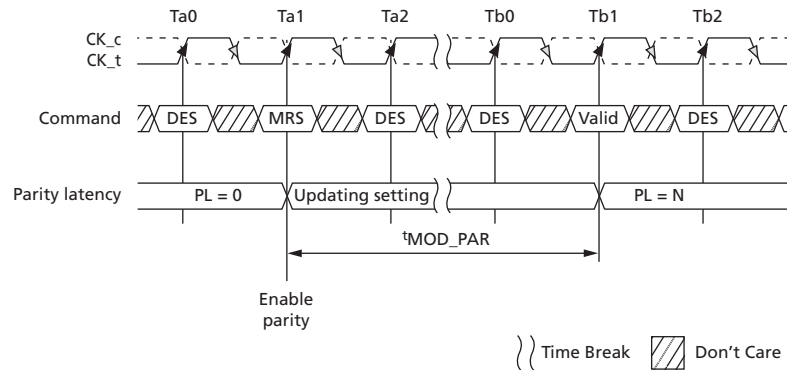 Ta0 Ta1 Ta2 Tb0 Tb1 Tb2
CK_c
CK_t
Command DES MRS DES DES Valid DES
Parity latency PL = 0 Updating setting PL = N
tMOD_PAR
Enable
parity
Time Break Don't Care